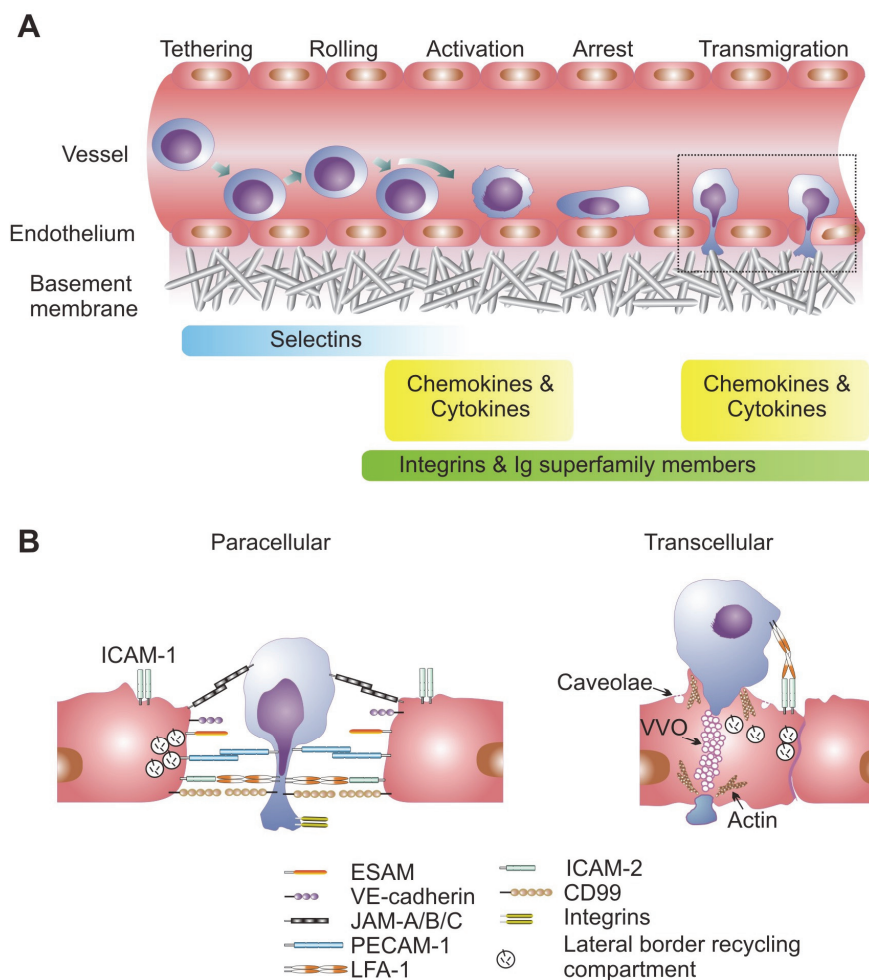 A
Tethering Rolling Activation Arrest Transmigration
Vessel
Endothelium
Basement
membrane
Selectins
Chemokines &
Cytokines
Chemokines &
Cytokines
Integrins & Ig superfamily members
B
Paracellular
Transcellular
ICAM-1
Caveolae
VVO
Actin
ESAM
VE-cadherin
JAM-A/B/C
PECAM-1
LFA-1
ICAM-2
CD99
Integrins
Lateral border recycling
compartment